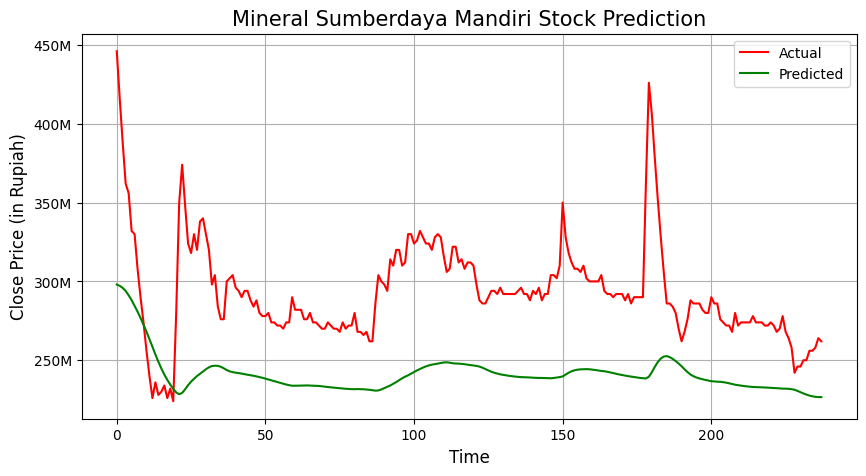 Mineral Sumberdaya Mandiri Stock Prediction
Actual
Predicted
Close Price (in Rupiah)
450M
400M
350M
300M
250M
0
50
100
150
200
Time